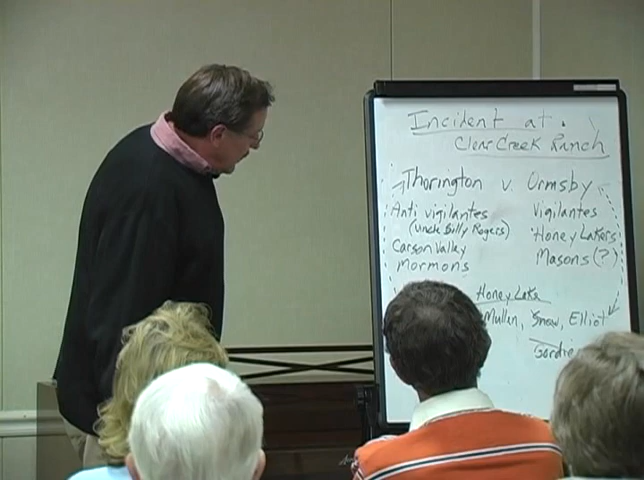 Incident at
Clear Creek Ranch
Thorington v. Ormsby
Anti vigilantes
(Uncle Billy Rogers)
Carson Valley
Mormons
Vigilantes
Honey Lakers
Masons (?)
Honey Lake
Mullen, Snow, Elliot